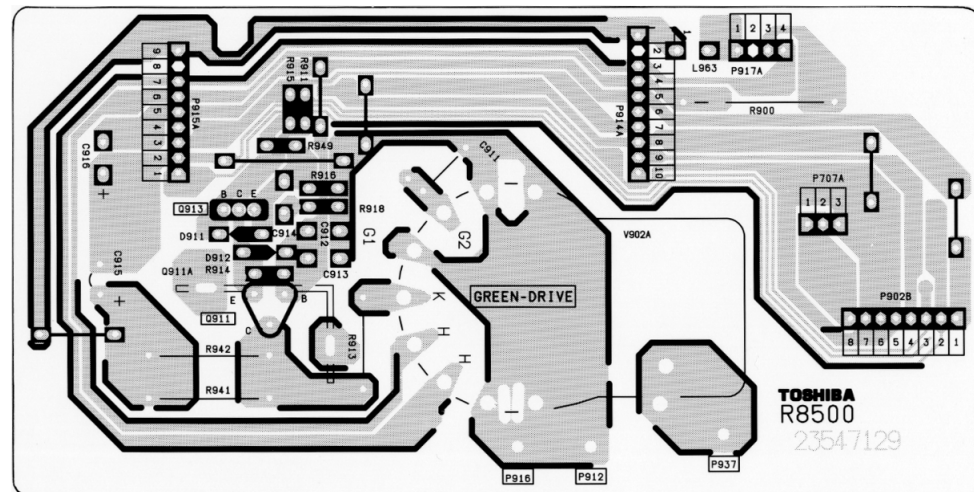 1 2 3 4
P917A
L963
R900
1
2
3
4
5
6
7
8
9
10
P914A
9
8
7
6
5
4
3
2
1
P915A
R911
R915
R949
C916
+
R916
R918
B C E
Q913
D911
C914
C912
D912
R914
C913
Q911A
C915
+
E B
C
Q911
R913
R942
R941
C911
G1
G2
K
H
H
GREEN-DRIVE
V902A
P707A
1 2 3
P902B
8 7 6 5 4 3 2 1
TOSHIBA
R8500
23547129
P916
P912
P937